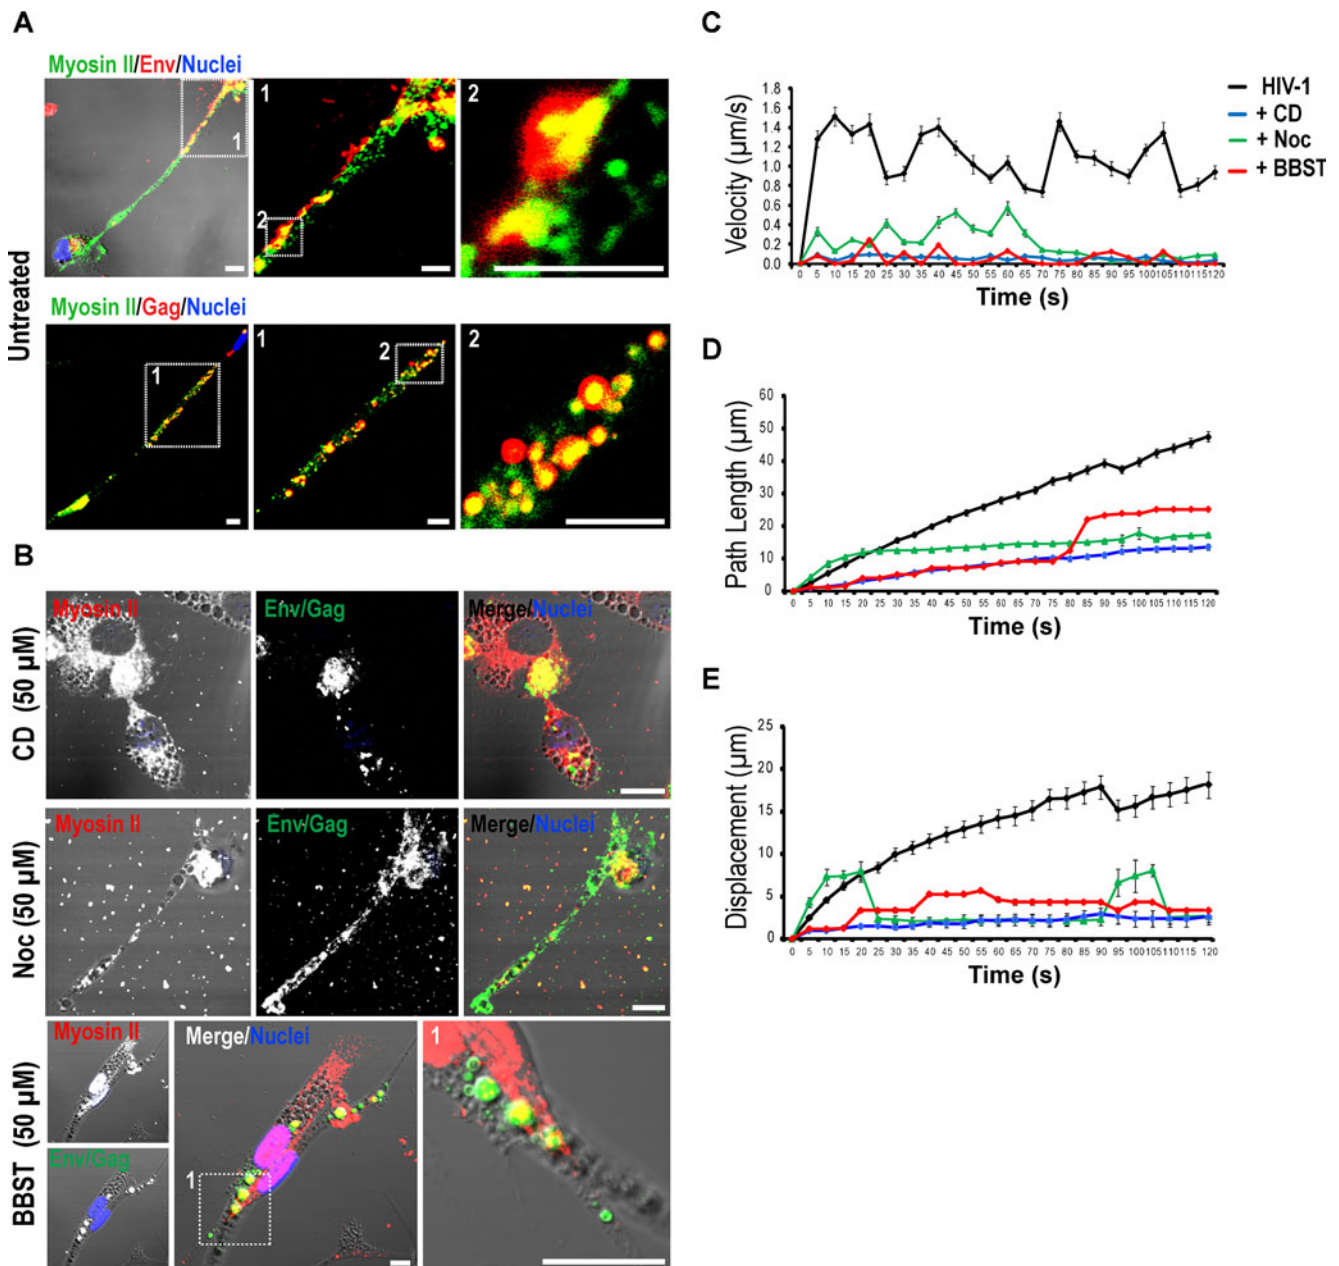 A
Myosin II/Env/Nuclei
1
1
2
2
Untreated
Myosin II/Gag/Nuclei
1
1
2
2
B
CD (50 µM)
Myosin II
Env/Gag
Merge/Nuclei
Noc (50 µM)
Myosin II
Env/Gag
Merge/Nuclei
BBST (50 µM)
Myosin II
Env/Gag
Merge/Nuclei
1
1
C
HIV-1
+ CD
+ Noc
+ BBST
Velocity (µm/s)
1.8
1.6
1.4
1.2
1.0
0.8
0.6
0.4
0.2
0.0
0 5 10 15 20 25 30 35 40 45 50 55 60 65 70 75 80 85 90 95 100 105 110 115 120
Time (s)
D
Path Length (µm)
60
50
40
30
20
10
0
0 5 10 15 20 25 30 35 40 45 50 55 60 65 70 75 80 85 90 95 100 105 110 115 120
Time (s)
E
Displacement (µm)
25
20
15
10
5
0
0 5 10 15 20 25 30 35 40 45 50 55 60 65 70 75 80 85 90 95 100 105 110 115 120
Time (s)